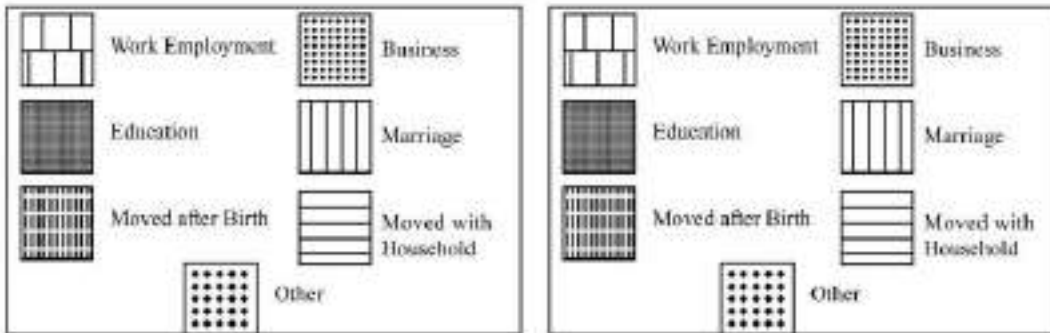 Work Employment
Business
Education
Marriage
Moved after Birth
Moved with
Household
Other
Work Employment
Business
Education
Marriage
Moved after Birth
Moved with
Household
Other